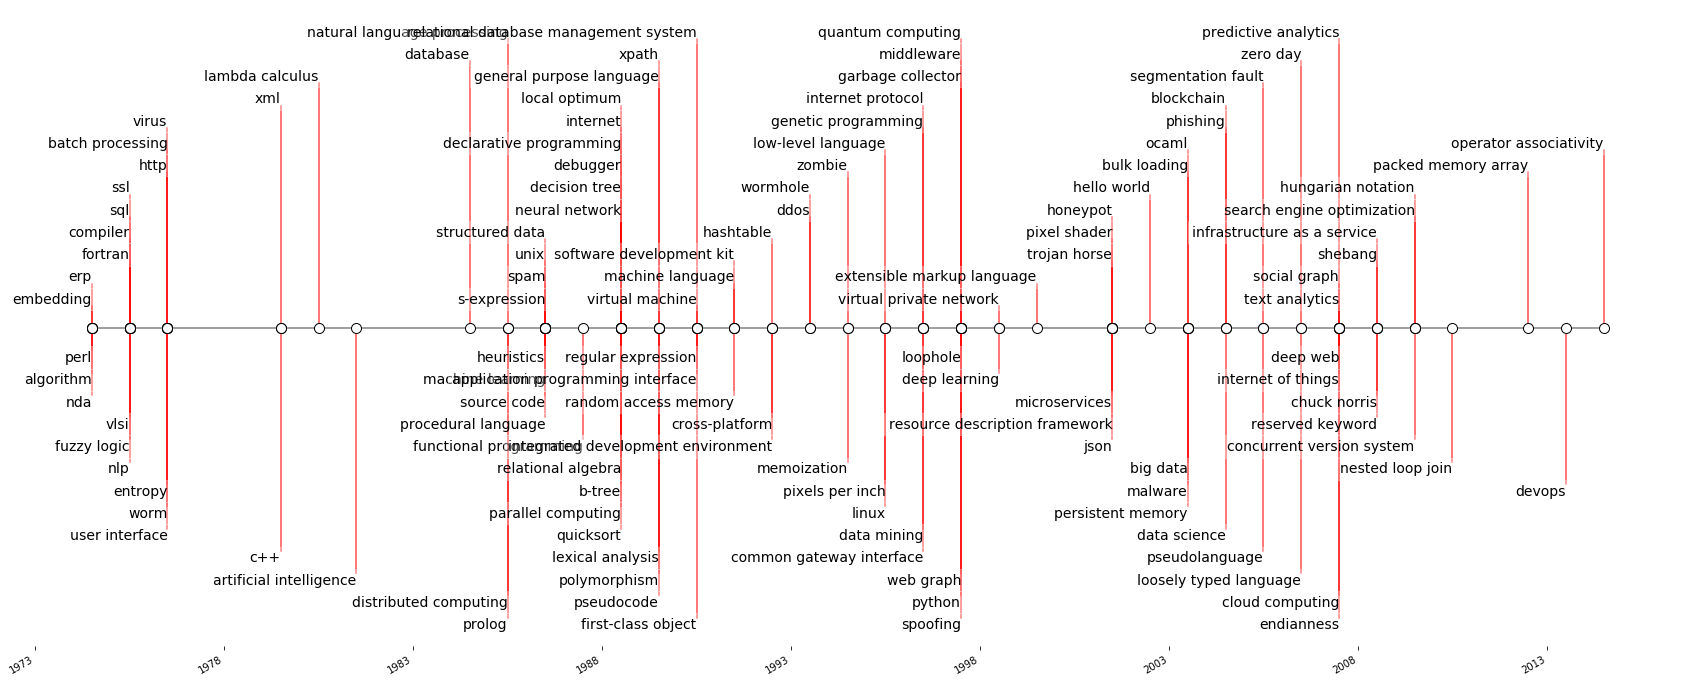 natural language processing
relational database management system
quantum computing
predictive analytics
database
xpath
middleware
zero day
lambda calculus
general purpose language
garbage collector
segmentation fault
xml
local optimum
internet protocol
blockchain
virus
internet
genetic programming
phishing
batch processing
declarative programming
low-level language
ocaml
operator associativity
http
debugger
zombie
bulk loading
packed memory array
ssl
decision tree
wormhole
hello world
hungarian notation
sql
neural network
ddos
honeypot
search engine optimization
compiler
structured data
hashtable
pixel shader
infrastructure as a service
fortran
unix
software development kit
trojan horse
shebang
erp
spam
machine language
extensible markup language
social graph
embedding
s-expression
virtual machine
virtual private network
text analytics
perl
heuristics
regular expression
loophole
deep web
algorithm
machine learning
application programming interface
deep learning
internet of things
nda
source code
random access memory
microservices
chuck norris
vlsi
procedural language
cross-platform
resource description framework
reserved keyword
fuzzy logic
functional programming
integrated development environment
json
concurrent version system
nlp
relational algebra
memoization
big data
nested loop join
entropy
b-tree
pixels per inch
malware
devops
worm
parallel computing
linux
persistent memory
user interface
quicksort
data mining
data science
c++
lexical analysis
common gateway interface
pseudolanguage
artificial intelligence
polymorphism
web graph
loosely typed language
distributed computing
pseudocode
python
cloud computing
prolog
first-class object
spoofing
endianness
1973
1978
1983
1988
1993
1998
2003
2008
2013